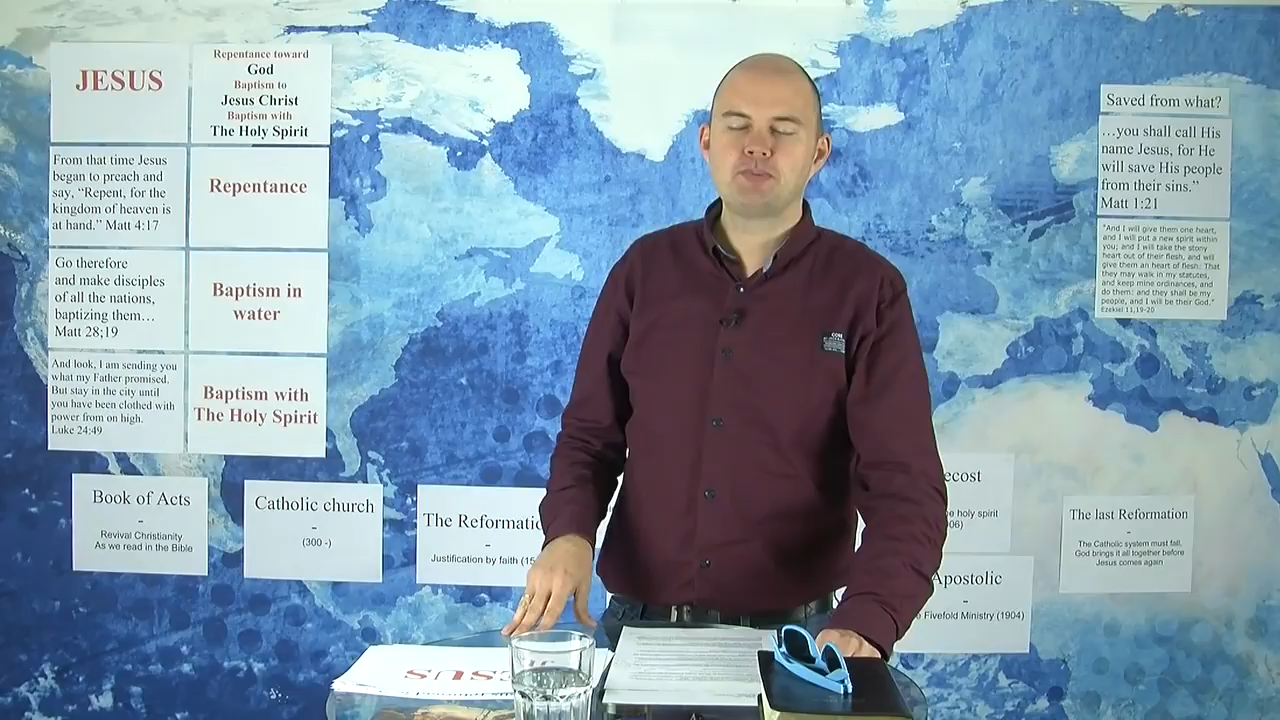 JESUS
Repentance toward
God
Baptism to
Jesus Christ
Baptism with
The Holy Spirit
From that time Jesus
began to preach and
say, “Repent, for the
kingdom of heaven is
at hand.” Matt 4:17
Repentance
Go therefore
and make disciples
of all the nations,
baptizing them…
Matt 28;19
Baptism in
water
And look, I am sending you
what my Father promised.
But stay in the city until
you have been clothed with
power from on high.
Luke 24:49
Baptism with
The Holy Spirit
Saved from what?
…you shall call His
name Jesus, for He
will save His people
from their sins.”
Matt 1:21
"And I will give them one heart,
and I will put a new spirit within
you; and I will take the stony
heart out of their flesh, and will
give them an heart of flesh: That
they may walk in my statutes,
and keep mine ordinances, and
do them: and they shall be my
people, and I will be their God."
Ezekiel 11,19-20
Book of Acts
-
Revival Christianity
As we read in the Bible
Catholic church
-
(300 -)
The Reformatio
-
Justification by faith (15
ecost
e holy spirit
06)
Apostolic
Fivefold Ministry (1904)
The last Reformation
-
The Catholic system must fall,
God brings it all together before
Jesus comes again
JESUS